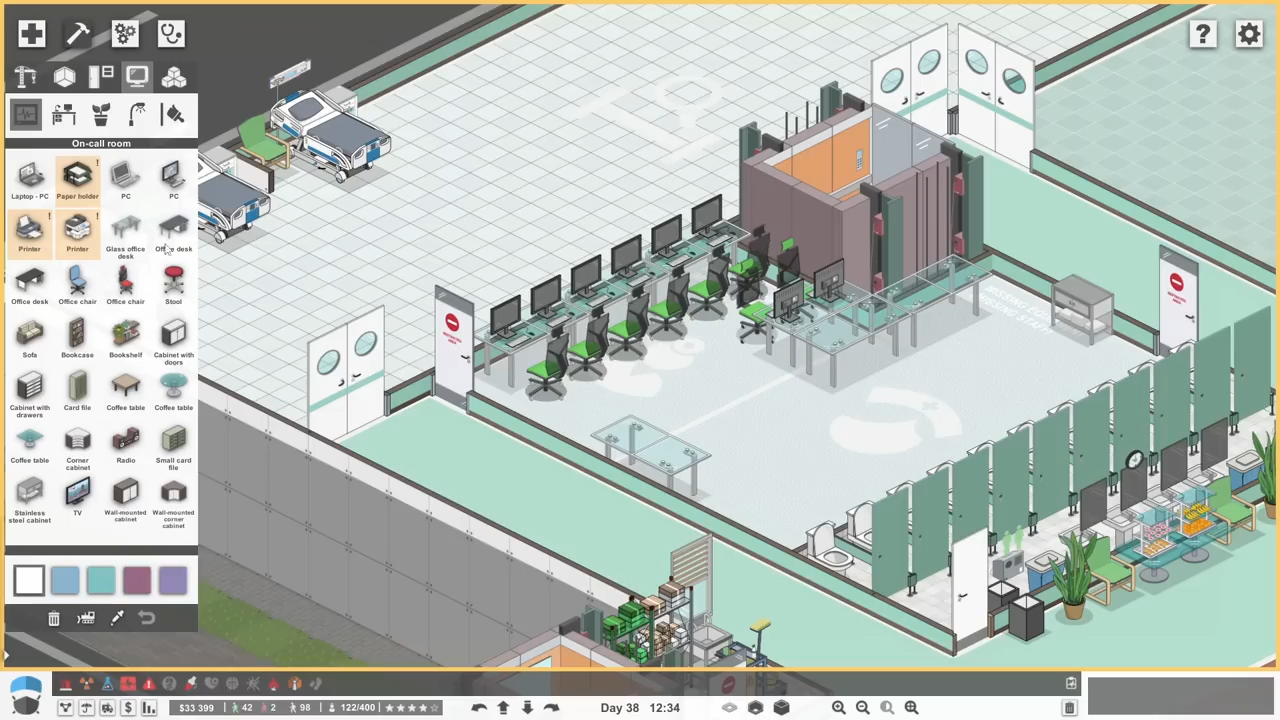 On-call room
Laptop - PC
Paper holder
PC
PC
Printer
Printer
Glass office desk
Office desk
Office desk
Office chair
Office chair
Stool
Sofa
Bookcase
Bookshelf
Cabinet with doors
Cabinet with drawers
Card file
Coffee table
Coffee table
Coffee table
Corner cabinet
Radio
Small card file
Stainless steel cabinet
TV
Wall-mounted cabinet
Wall-mounted corner cabinet
MISSING STAFF
$33 399
42
2
98
122/400
Day 38
12:34